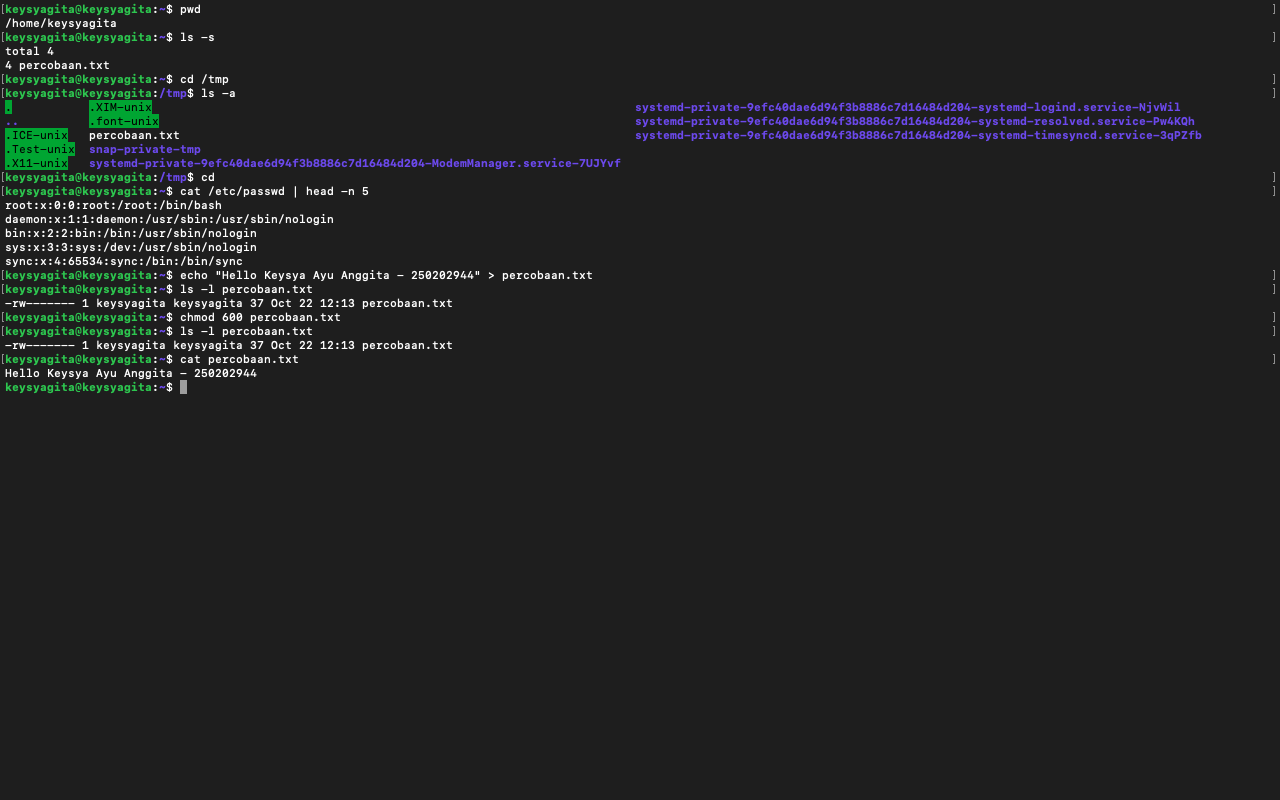 [keysyagita@keysyagita:~$ pwd ]
/home/keysyagita
[keysyagita@keysyagita:~$ ls -s ]
total 4
4 percobaan.txt
[keysyagita@keysyagita:~$ cd /tmp ]
[keysyagita@keysyagita:/tmp$ ls -a ]
. .XIM-unix systemd-private-9efc40dae6d94f3b8886c7d16484d204-systemd-logind.service-NjvWil
.. .font-unix systemd-private-9efc40dae6d94f3b8886c7d16484d204-systemd-resolved.service-Pw4KQh
.ICE-unix percobaan.txt systemd-private-9efc40dae6d94f3b8886c7d16484d204-systemd-timesyncd.service-3qPZfb
.Test-unix snap-private-tmp
.X11-unix systemd-private-9efc40dae6d94f3b8886c7d16484d204-ModemManager.service-7UJYvf
[keysyagita@keysyagita:/tmp$ cd ]
[keysyagita@keysyagita:~$ cat /etc/passwd | head -n 5 ]
root:x:0:0:root:/root:/bin/bash
daemon:x:1:1:daemon:/usr/sbin:/usr/sbin/nologin
bin:x:2:2:bin:/bin:/usr/sbin/nologin
sys:x:3:3:sys:/dev:/usr/sbin/nologin
sync:x:4:65534:sync:/bin:/bin/sync
[keysyagita@keysyagita:~$ echo "Hello Keysya Ayu Anggita - 250202944" > percobaan.txt ]
[keysyagita@keysyagita:~$ ls -l percobaan.txt ]
-rw------- 1 keysyagita keysyagita 37 Oct 22 12:13 percobaan.txt
[keysyagita@keysyagita:~$ chmod 600 percobaan.txt ]
[keysyagita@keysyagita:~$ ls -l percobaan.txt ]
-rw------- 1 keysyagita keysyagita 37 Oct 22 12:13 percobaan.txt
[keysyagita@keysyagita:~$ cat percobaan.txt ]
Hello Keysya Ayu Anggita - 250202944
keysyagita@keysyagita:~$